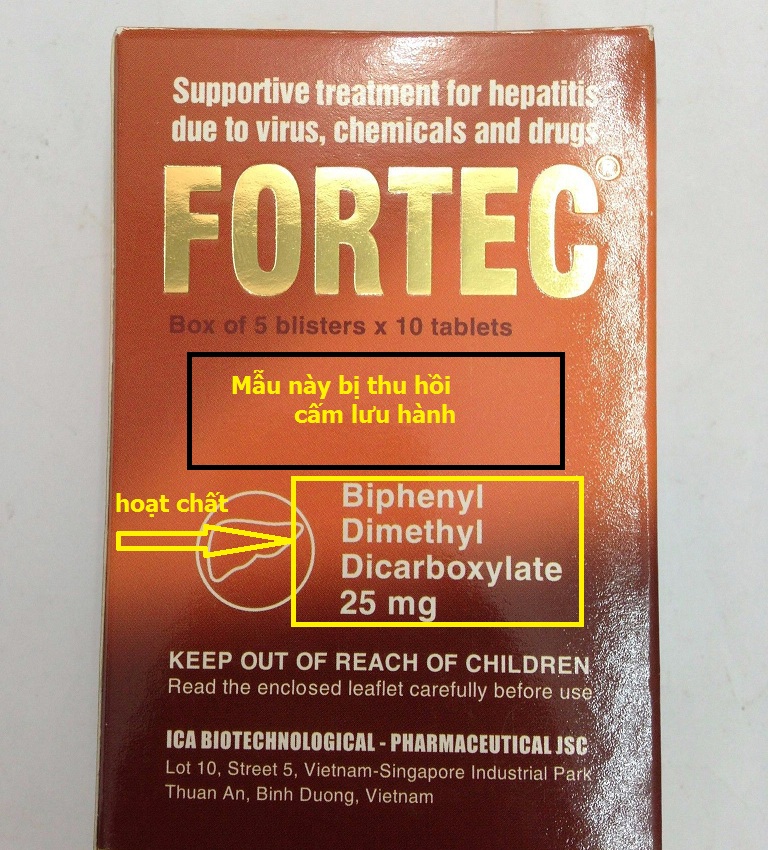 Supportive treatment for hepatitis
due to virus, chemicals and drugs
FORTEC®
Box of 5 blisters x 10 tablets
Mẫu này bị thu hồi
cấm lưu hành
hoạt chất
Biphenyl
Dimethyl
Dicarboxylate
25 mg
KEEP OUT OF REACH OF CHILDREN
Read the enclosed leaflet carefully before use
ICA BIOTECHNOLOGICAL - PHARMACEUTICAL JSC
Lot 10, Street 5, Vietnam-Singapore Industrial Park
Thuan An, Binh Duong, Vietnam